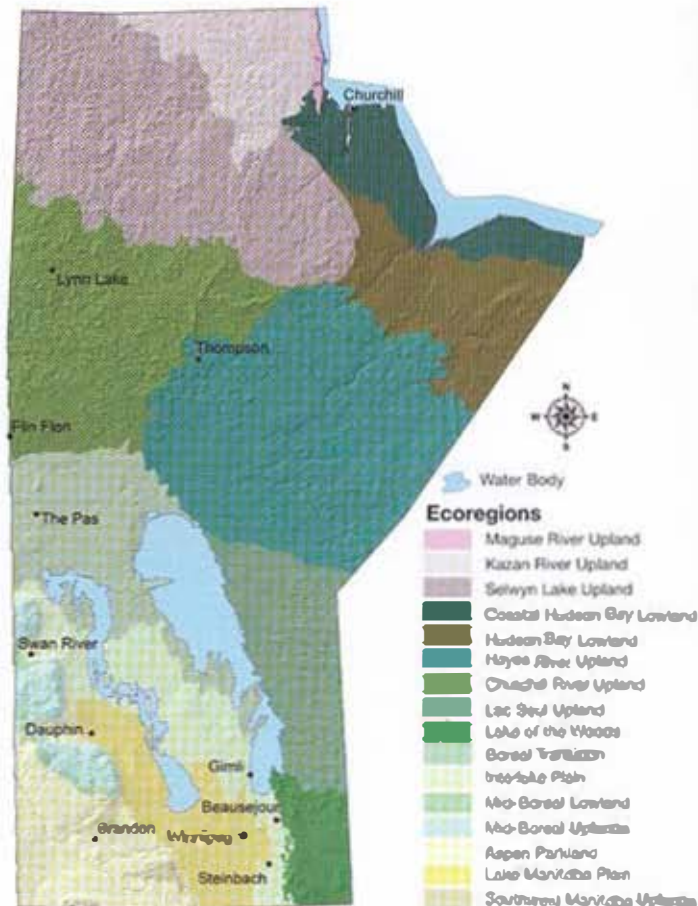 Churchill
Lynn Lake
Thompson
Flin Flon
The Pas
Swan River
Dauphin
Gimli
Beausejour
Brandon
Winnipeg
Steinbach
N
W
E
S
Water Body
Ecoregions
Maguse River Upland
Kazan River Upland
Selwyn Lake Upland
Coastal Hudson Bay Lowland
Hudson Bay Lowland
Hayes River Upland
Churchill River Upland
Lac Seul Upland
Lake of the Woods
Boreal Transition
Interlake Plain
Mid-Boreal Lowland
Mid-Boreal Uplands
Aspen Parkland
Lake Manitoba Plain
Manitoba